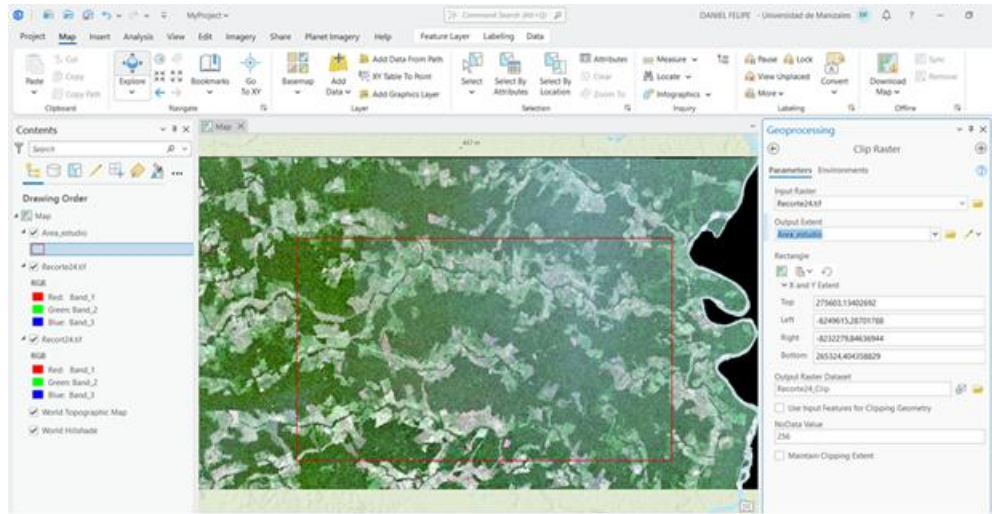 MyProject
Command Search (Alt+Q)
DANIEL FELIPE - Universidad de Manizales
DF
?
Project Map Insert Analysis View Edit Imagery Share Planet Imagery Help Feature Layer Labeling Data
Paste
Cut
Copy
Copy Path
Clipboard
Explore
Bookmarks
Go To XY
Navigate
Basemap
Add Data
Add Data From Path
XY Table To Point
Add Graphics Layer
Layer
Select
Select By Attributes
Select By Location
Attributes
Clear
Zoom To
Selection
Measure
Locate
Infographics
Inquiry
Pause
Lock
View Unplaced
More
Convert
Labeling
Download Map
Sync
Remove
Offline
Contents
Search
Drawing Order
Map
Area_estudio
Recorte24.tif
RGB
Red: Band_1
Green: Band_2
Blue: Band_3
Recort24.tif
RGB
Red: Band_1
Green: Band_2
Blue: Band_3
World Topographic Map
World Hillshade
Map
Geoprocessing
Clip Raster
Parameters Environments
Input Raster
Recorte24.tif
Output Extent
Area_estudio
Rectangle
X and Y Extent
Top 275603,13402692
Left -8249615,28701788
Right -8232279,84636944
Bottom 265324,404358829
Output Raster Dataset
Recorte24_Clip
Use Input Features for Clipping Geometry
NoData Value
256
Maintain Clipping Extent